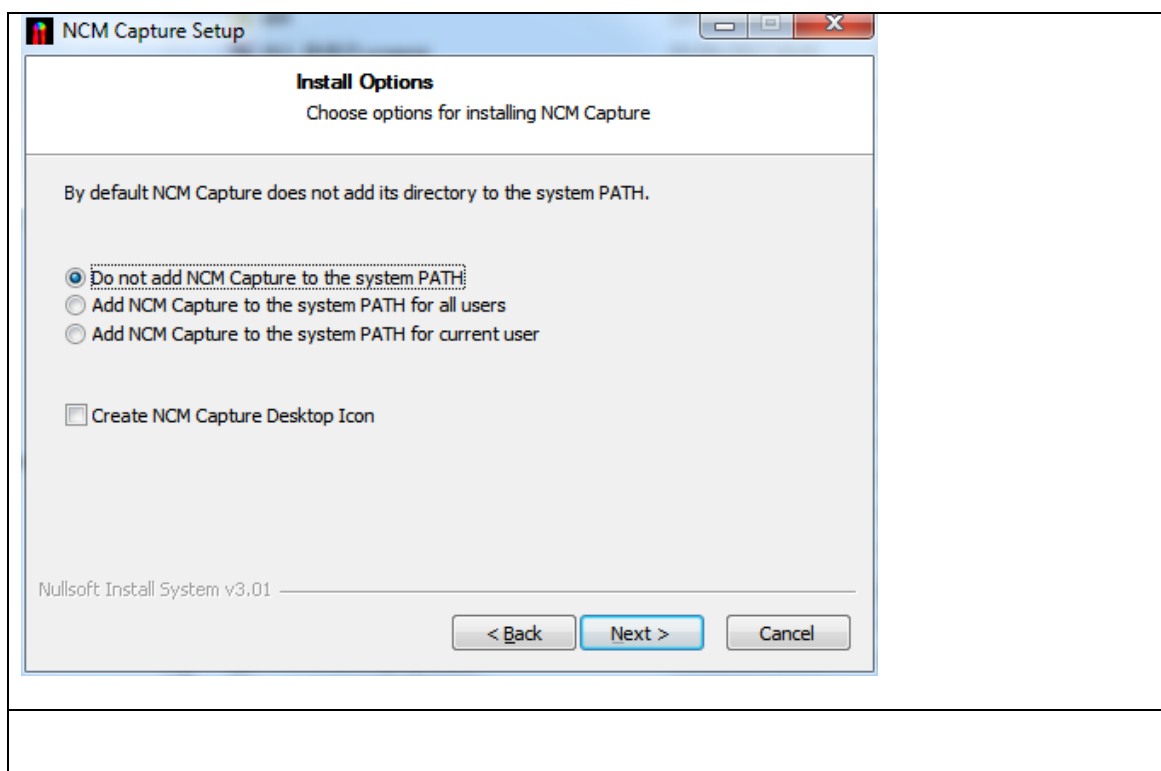 NCM Capture Setup
Install Options
Choose options for installing NCM Capture
By default NCM Capture does not add its directory to the system PATH.
Do not add NCM Capture to the system PATH
Add NCM Capture to the system PATH for all users
Add NCM Capture to the system PATH for current user
Create NCM Capture Desktop Icon
Nullsoft Install System v3.01
< Back Next > Cancel